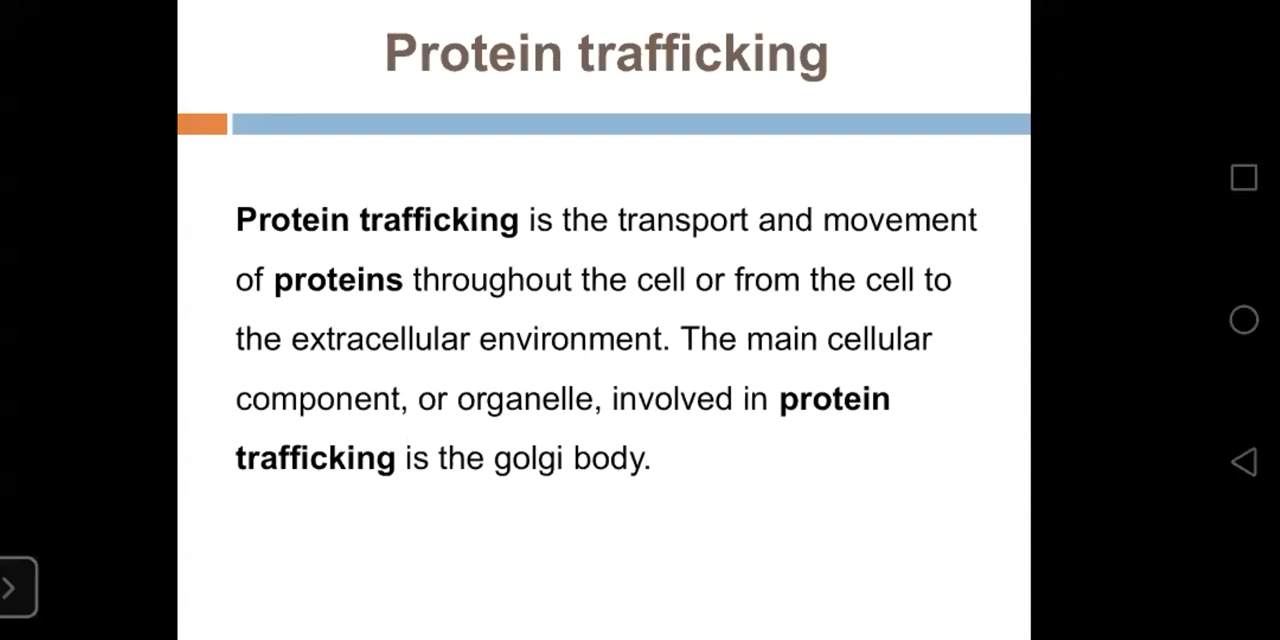 Protein trafficking
Protein trafficking is the transport and movement
of proteins throughout the cell or from the cell to
the extracellular environment. The main cellular
component, or organelle, involved in protein
trafficking is the golgi body.